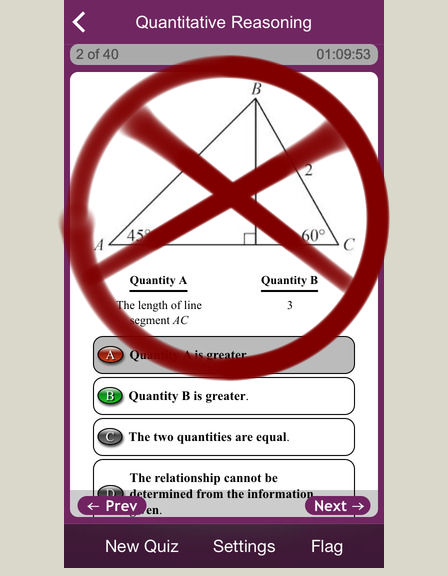 Quantitative Reasoning
2 of 40
01:09:53
B
2
A
45°
60°
C
Quantity A
Quantity B
The length of line
segment AC
3
A
Quantity A is greater.
B
Quantity B is greater.
C
The two quantities are equal.
The relationship cannot be
D
determined from the information
← Prev
Next →
New Quiz
Settings
Flag